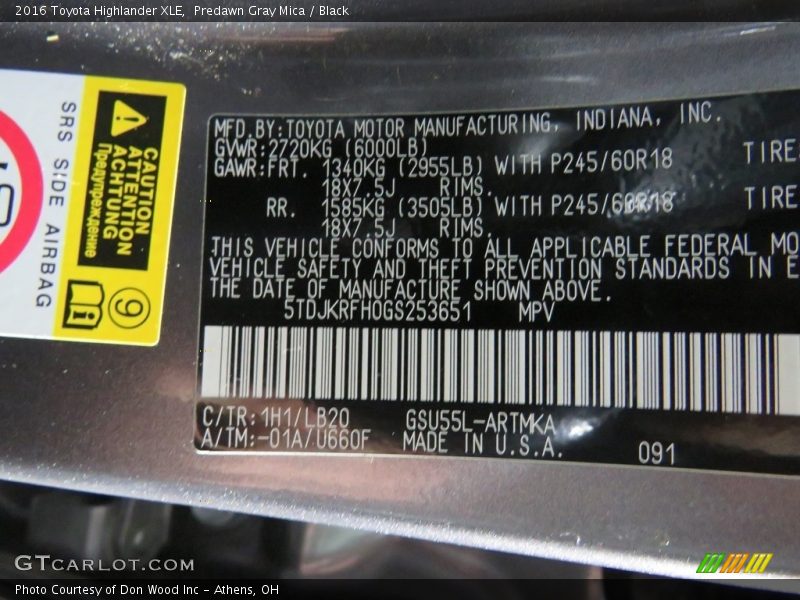 2016 Toyota Highlander XLE, Predawn Gray Mica / Black
SRS SIDE AIRBAG
CAUTION
ATTENTION
ACHTUNG
Предупреждение
9
MFD.BY:TOYOTA MOTOR MANUFACTURING, INDIANA, INC.
GVWR:2720KG (6000LB)
GAWR:FRT. 1340KG (2955LB) WITH P245/60R18 TIRE
18X7.5J RIMS.
RR. 1585KG (3505LB) WITH P245/60R18 TIRE
18X7.5J RIMS.
THIS VEHICLE CONFORMS TO ALL APPLICABLE FEDERAL MO
VEHICLE SAFETY AND THEFT PREVENTION STANDARDS IN E
THE DATE OF MANUFACTURE SHOWN ABOVE.
5TDJKRFH0GS253651 MPV
C/TR:1H1/LB20 GSU55L-ARTMKA
A/TM:-01A/U660F MADE IN U.S.A. 091
GTCARLOT.COM
Photo Courtesy of Don Wood Inc - Athens, OH